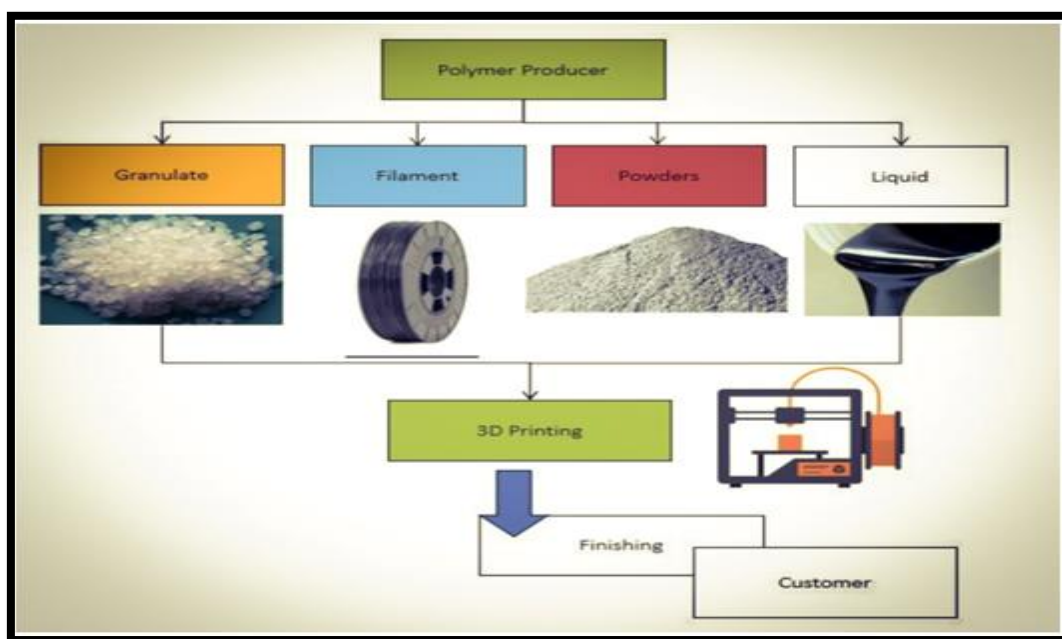 Polymer Producer
Granulate
Filament
Powders
Liquid
3D Printing
Finishing
Customer